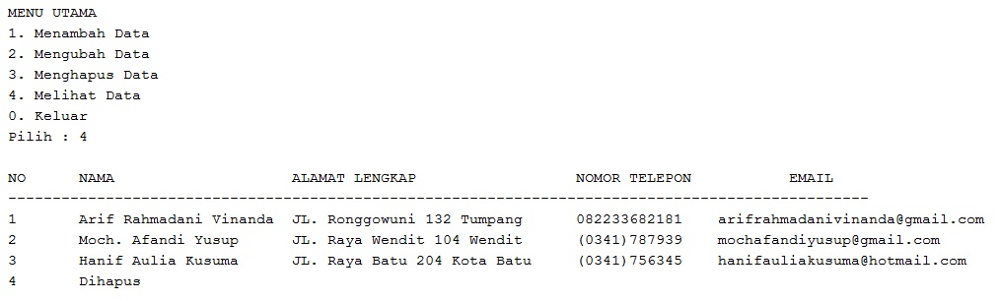 MENU UTAMA
1. Menambah Data
2. Mengubah Data
3. Menghapus Data
4. Melihat Data
0. Keluar
Pilih : 4
NO NAMA ALAMAT LENGKAP NOMOR TELEPON EMAIL
-------------------------------------------------------------------------------------------------
1 Arif Rahmadani Vinanda JL. Ronggowuni 132 Tumpang 082233682181 arifrahmadanivinanda@gmail.com
2 Moch. Afandi Yusup JL. Raya Wendit 104 Wendit (0341)787939 mochafandiyusup@gmail.com
3 Hanif Aulia Kusuma JL. Raya Batu 204 Kota Batu (0341)756345 hanifauliakusuma@hotmail.com
4 Dihapus